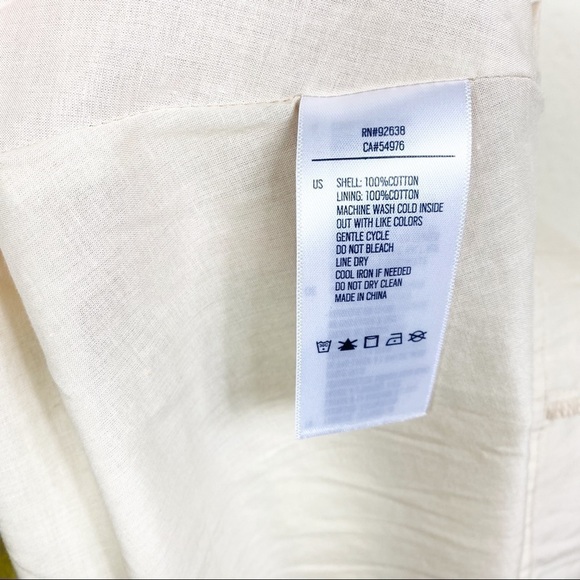 RN#92638
CA#54976
US SHELL: 100%COTTON
LINING: 100%COTTON
MACHINE WASH COLD INSIDE
OUT WITH LIKE COLORS
GENTLE CYCLE
DO NOT BLEACH
LINE DRY
COOL IRON IF NEEDED
DO NOT DRY CLEAN
MADE IN CHINA